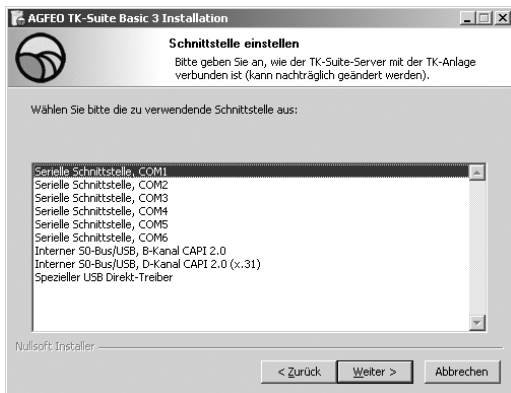 AGFEO TK-Suite Basic 3 Installation
Schnittstelle einstellen
Bitte geben Sie an, wie der TK-Suite-Server mit der TK-Anlage
verbunden ist (kann nachträglich geändert werden).
Wählen Sie bitte die zu verwendende Schnittstelle aus:
Serielle Schnittstelle, COM1
Serielle Schnittstelle, COM2
Serielle Schnittstelle, COM3
Serielle Schnittstelle, COM4
Serielle Schnittstelle, COM5
Serielle Schnittstelle, COM6
Interner S0-Bus/USB, B-Kanal CAPI 2.0
Interner S0-Bus/USB, D-Kanal CAPI 2.0 (x.31)
Spezieller USB Direkt-Treiber
Nullsoft Installer
< Zurück Weiter > Abbrechen